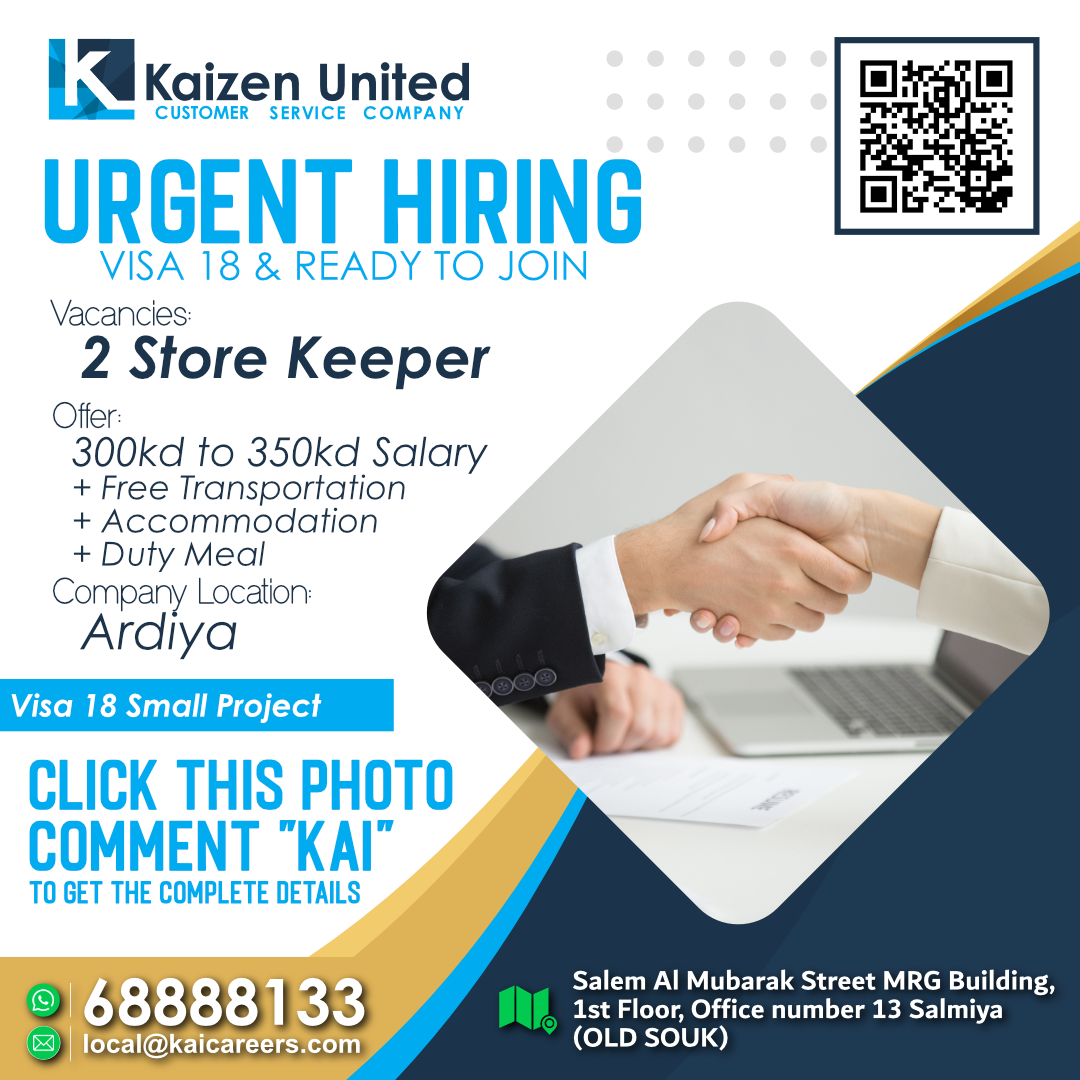 K Kaizen United
CUSTOMER SERVICE COMPANY
URGENT HIRING
VISA 18 & READY TO JOIN
Vacancies:
2 Store Keeper
Offer:
300kd to 350kd Salary
+ Free Transportation
+ Accommodation
+ Duty Meal
Company Location:
Ardiya
Visa 18 Small Project
CLICK THIS PHOTO
COMMENT "KAI"
TO GET THE COMPLETE DETAILS
RESUME
68888133
local@kaicareers.com
Salem Al Mubarak Street MRG Building,
1st Floor, Office number 13 Salmiya
(OLD SOUK)